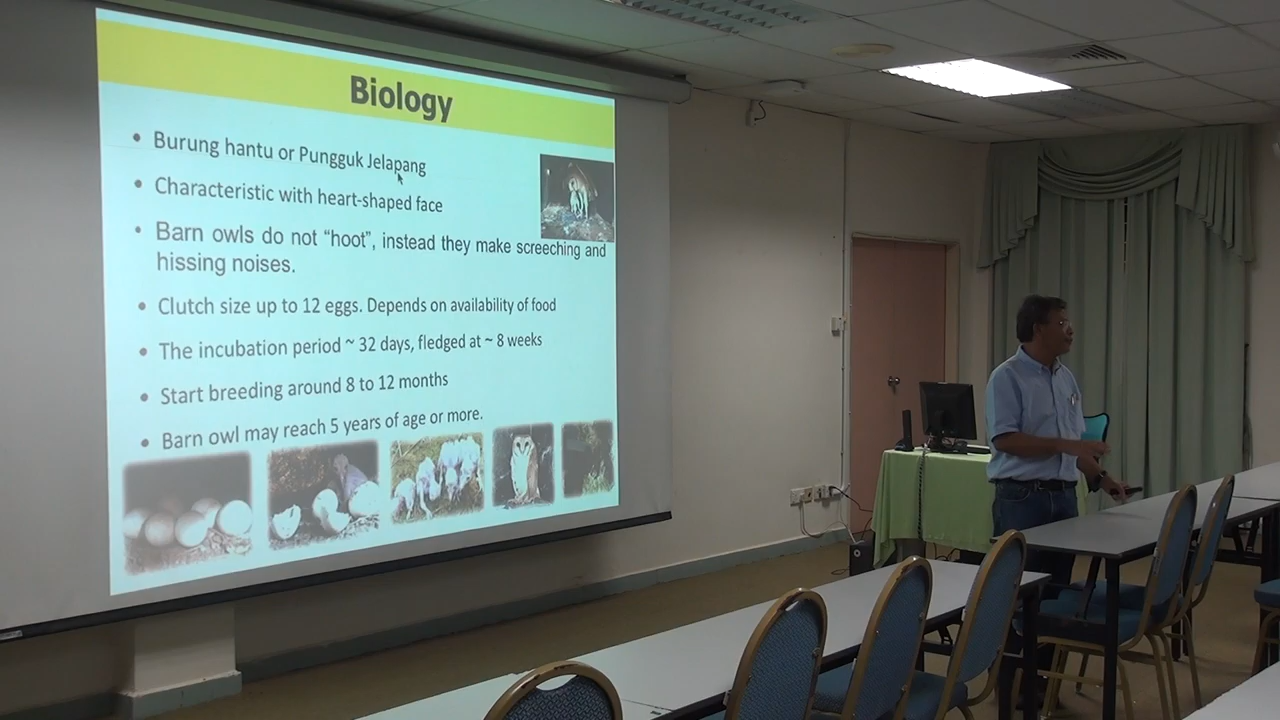 Biology
• Burung hantu or Pungguk Jelapang
• Characteristic with heart-shaped face
• Barn owls do not “hoot”, instead they make screeching and
hissing noises.
• Clutch size up to 12 eggs. Depends on availability of food
• The incubation period ~ 32 days, fledged at ~ 8 weeks
• Start breeding around 8 to 12 months
• Barn owl may reach 5 years of age or more.